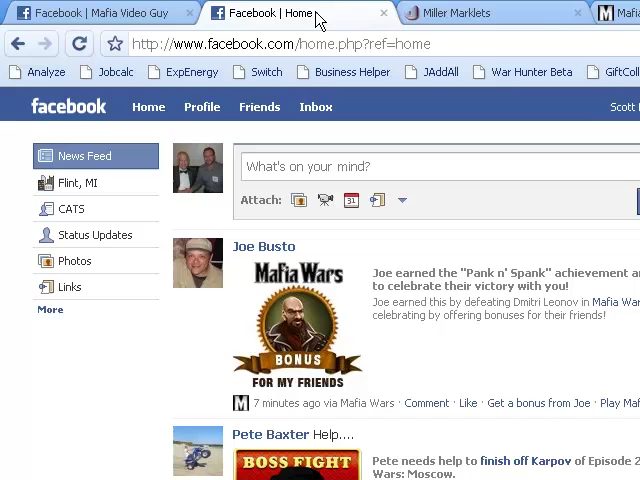 Facebook | Mafia Video Guy
Facebook | Home
Miller Marklets
Mafi
http://www.facebook.com/home.php?ref=home
Analyze
Jobcalc
ExpEnergy
Switch
Business Helper
JAddAll
War Hunter Beta
GiftColl
facebook
Home
Profile
Friends
Inbox
Scott
News Feed
Flint, MI
CATS
Status Updates
Photos
Links
More
What's on your mind?
Attach:
31
Joe Busto
Mafia Wars
BONUS
FOR MY FRIENDS
Joe earned the "Pank n' Spank" achievement a
to celebrate their victory with you!
Joe earned this by defeating Dmitri Leonov in Mafia War
celebrating by offering bonuses for their friends!
M 7 minutes ago via Mafia Wars · Comment · Like · Get a bonus from Joe · Play Maf
Pete Baxter Help....
BOSS FIGHT
Pete needs help to finish off Karpov of Episode 2
Wars: Moscow.